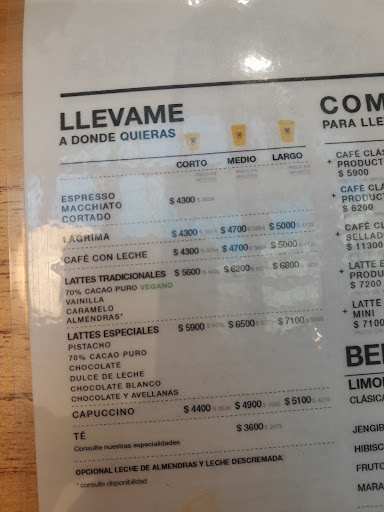 LLEVAME
A DONDE QUIERAS
CORTO MEDIO LARGO
ESPRESSO
MACCHIATO $ 4300
CORTADO
LÁGRIMA $ 4300 $ 4700 $ 5000
CAFÉ CON LECHE $ 4300 $ 4700 $ 5000
LATTES TRADICIONALES $ 5600 $ 6200 $ 6800
70% CACAO PURO VEGANO
VAINILLA
CARAMELO
ALMENDRAS*
LATTES ESPECIALES $ 5900 $ 6500 $ 7100
PISTACHO
70% CACAO PURO
CHOCOLATE
DULCE DE LECHE
CHOCOLATE BLANCO
CHOCOLATE Y AVELLANAS
CAPUCCINO $ 4400 $ 4900 $ 5100
TÉ $ 3600
Consulte nuestras especialidades
OPCIONAL LECHE DE ALMENDRAS Y LECHE DESCREMADA
* consulte disponibilidad
COM
PARA LLE
+ CAFÉ CLÁ
PRODUCT
$ 5900
+ CAFÉ CLA
PRODUC
$ 6200
+ CAFÉ C
SELLAD
$ 11300
+ LATTE E
PRODU
$ 7200
+ LATTE
MINI
$ 7100
BE
LIMO
CLÁSICA
JENGIB
HIBISC
FRUTO
MARA